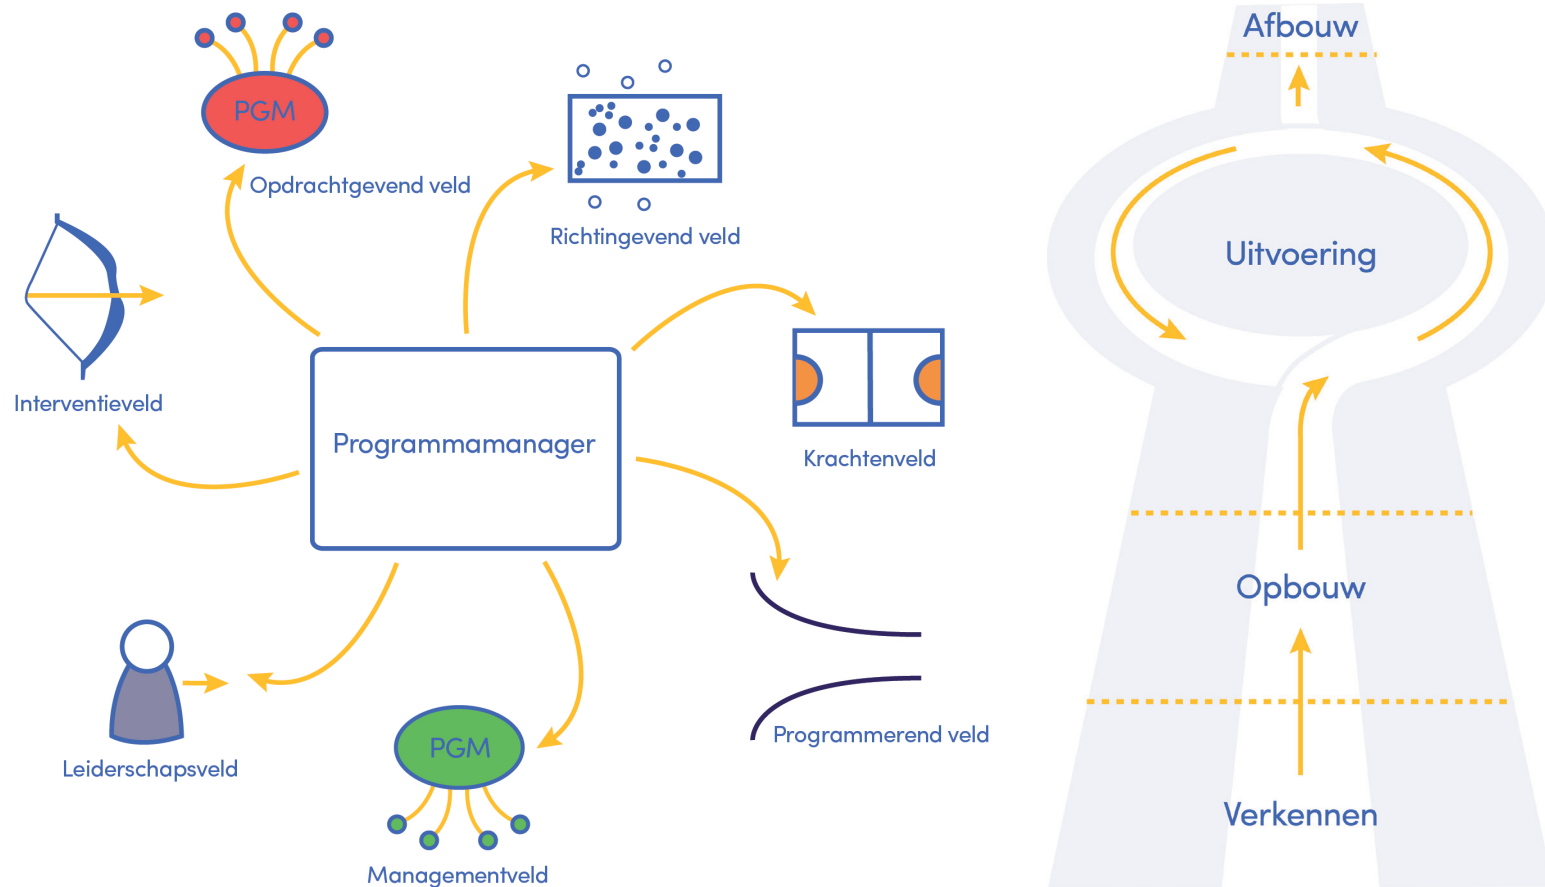 PGM
Opdrachtgevend veld
Richtingevend veld
Interventieveld
Programmamanager
Krachtenveld
Leiderschapsveld
PGM
Managementveld
Programmerend veld
Afbouw
Uitvoering
Opbouw
Verkennen